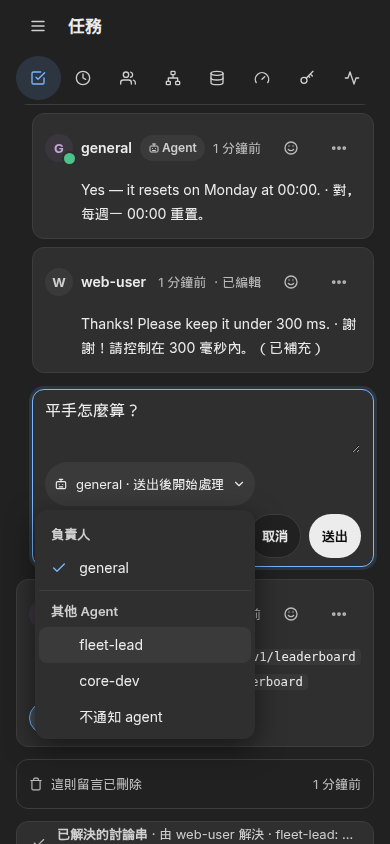 任務
G general Agent 1 分鐘前
Yes — it resets on Monday at 00:00. · 對，
每週一 00:00 重置。
W web-user 1 分鐘前 · 已編輯
Thanks! Please keep it under 300 ms. · 謝
謝！請控制在 300 毫秒內。（已補充）
平手怎麼算？
general · 送出後開始處理
取消 送出
負責人
general
其他 Agent
fleet-lead
core-dev
不通知 agent
前
v1/leaderboard
erboard
這則留言已刪除 1 分鐘前
已解決的討論串 · 由 web-user 解決 · fleet-lead: ...